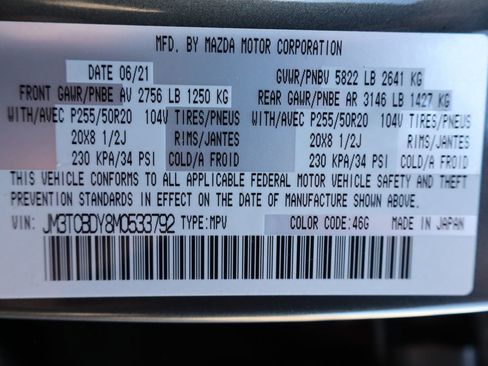 MFD. BY MAZDA MOTOR CORPORATION
DATE 06/21 GVWR/PNBV 5822 LB 2641 KG
FRONT GAWR/PNBE AV 2756 LB 1250 KG REAR GAWR/PNBE AR 3146 LB 1427 KG
WITH/AVEC P255/50R20 104V TIRES/PNEUS WITH/AVEC P255/50R20 104V TIRES/PNEUS
20X8 1/2J RIMS/JANTES 20X8 1/2J RIMS/JANTES
230 KPA/34 PSI COLD/A FROID 230 KPA/34 PSI COLD/A FROID
THIS VEHICLE CONFORMS TO ALL APPLICABLE FEDERAL MOTOR VEHICLE SAFETY AND THEFT
PREVENTION STANDARDS IN EFFECT ON THE DATE OF MANUFACTURE SHOWN ABOVE.
VIN: JM3TCBDY8M0533792 TYPE:MPV COLOR CODE:46G MADE IN JAPAN